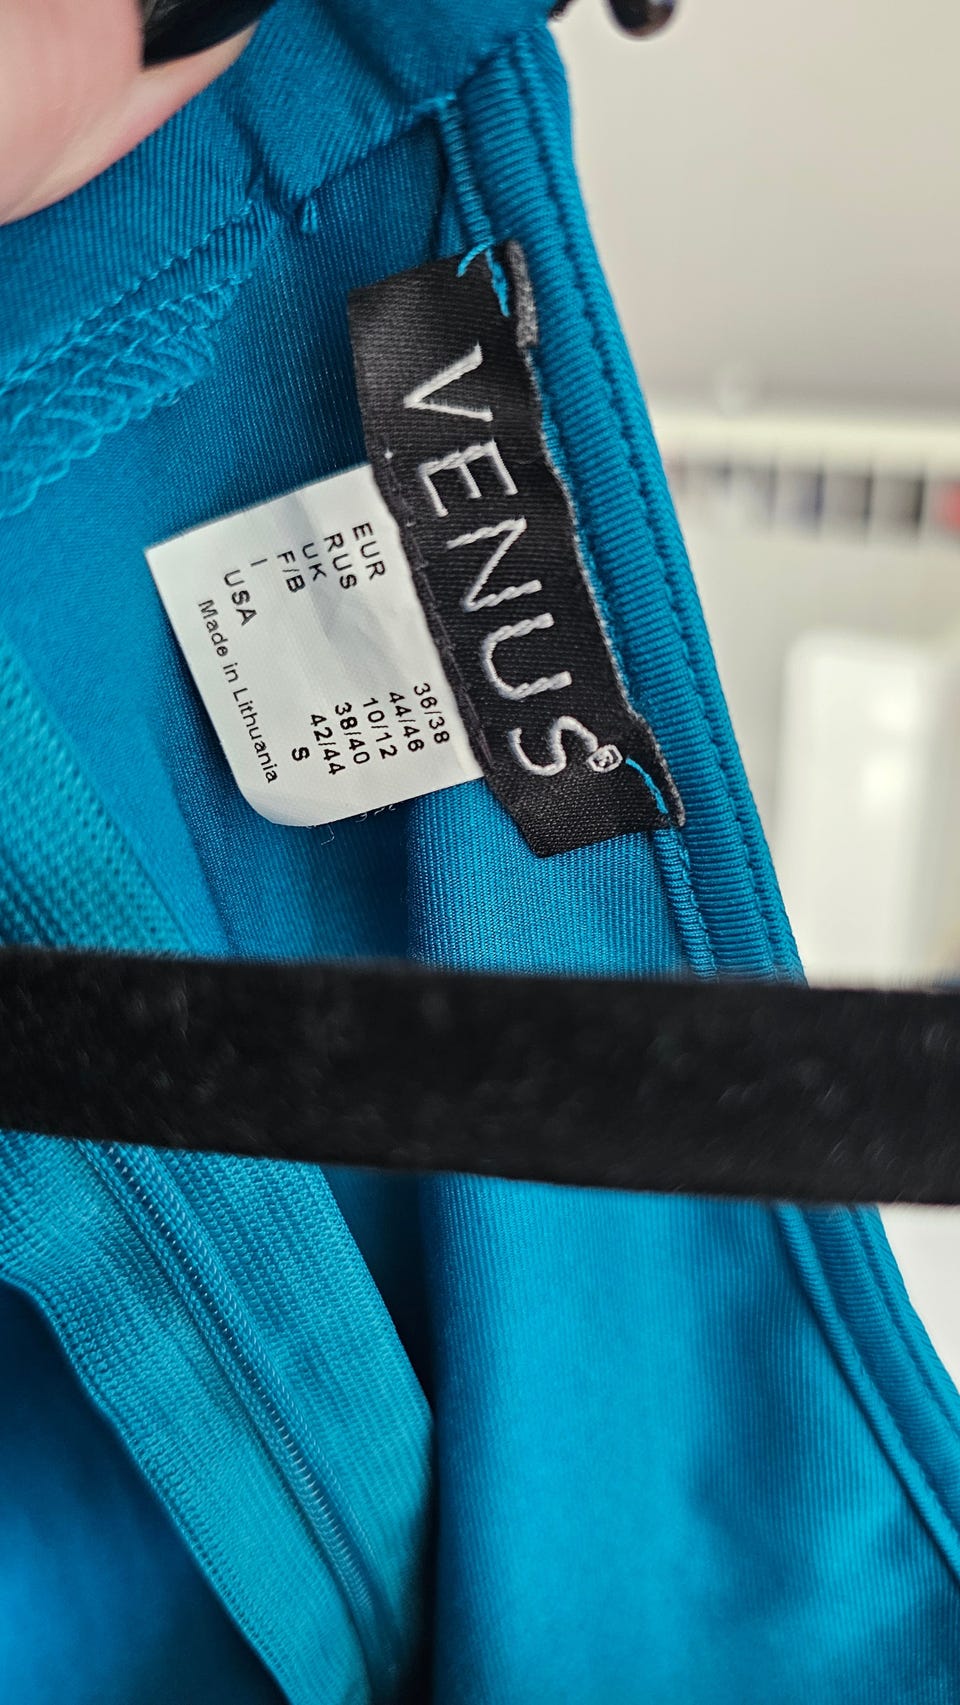 VENUS®
EUR 36/38
RUS 44/46
UK 10/12
F/B 38/40
I 42/44
USA S
Made in Lithuania